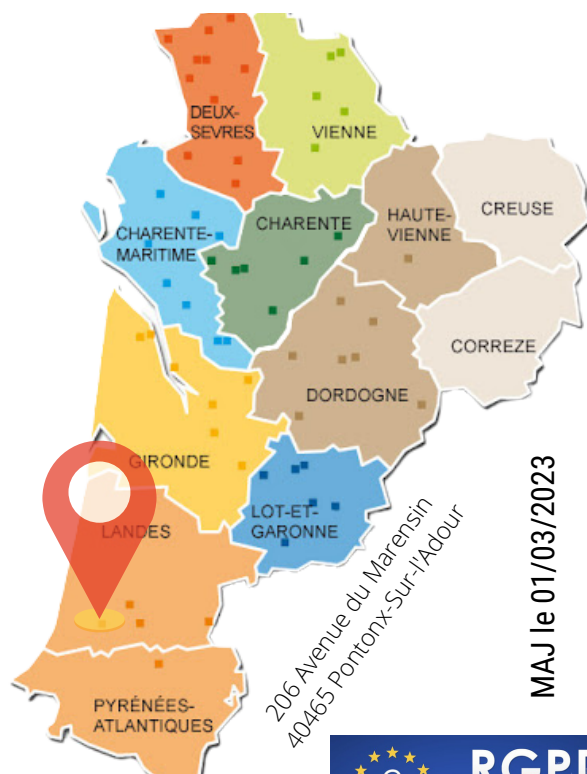 DEUX-
SEVRES
VIENNE
CHARENTE-
MARITIME
CHARENTE
HAUTE-
VIENNE
CREUSE
CORREZE
DORDOGNE
GIRONDE
LOT-ET-
GARONNE
LANDES
PYRÉNÉES-
ATLANTIQUES
206 Avenue du Marensin
40465 Pontonx-Sur-l'Adour
MAJ le 01/03/2023
RGP